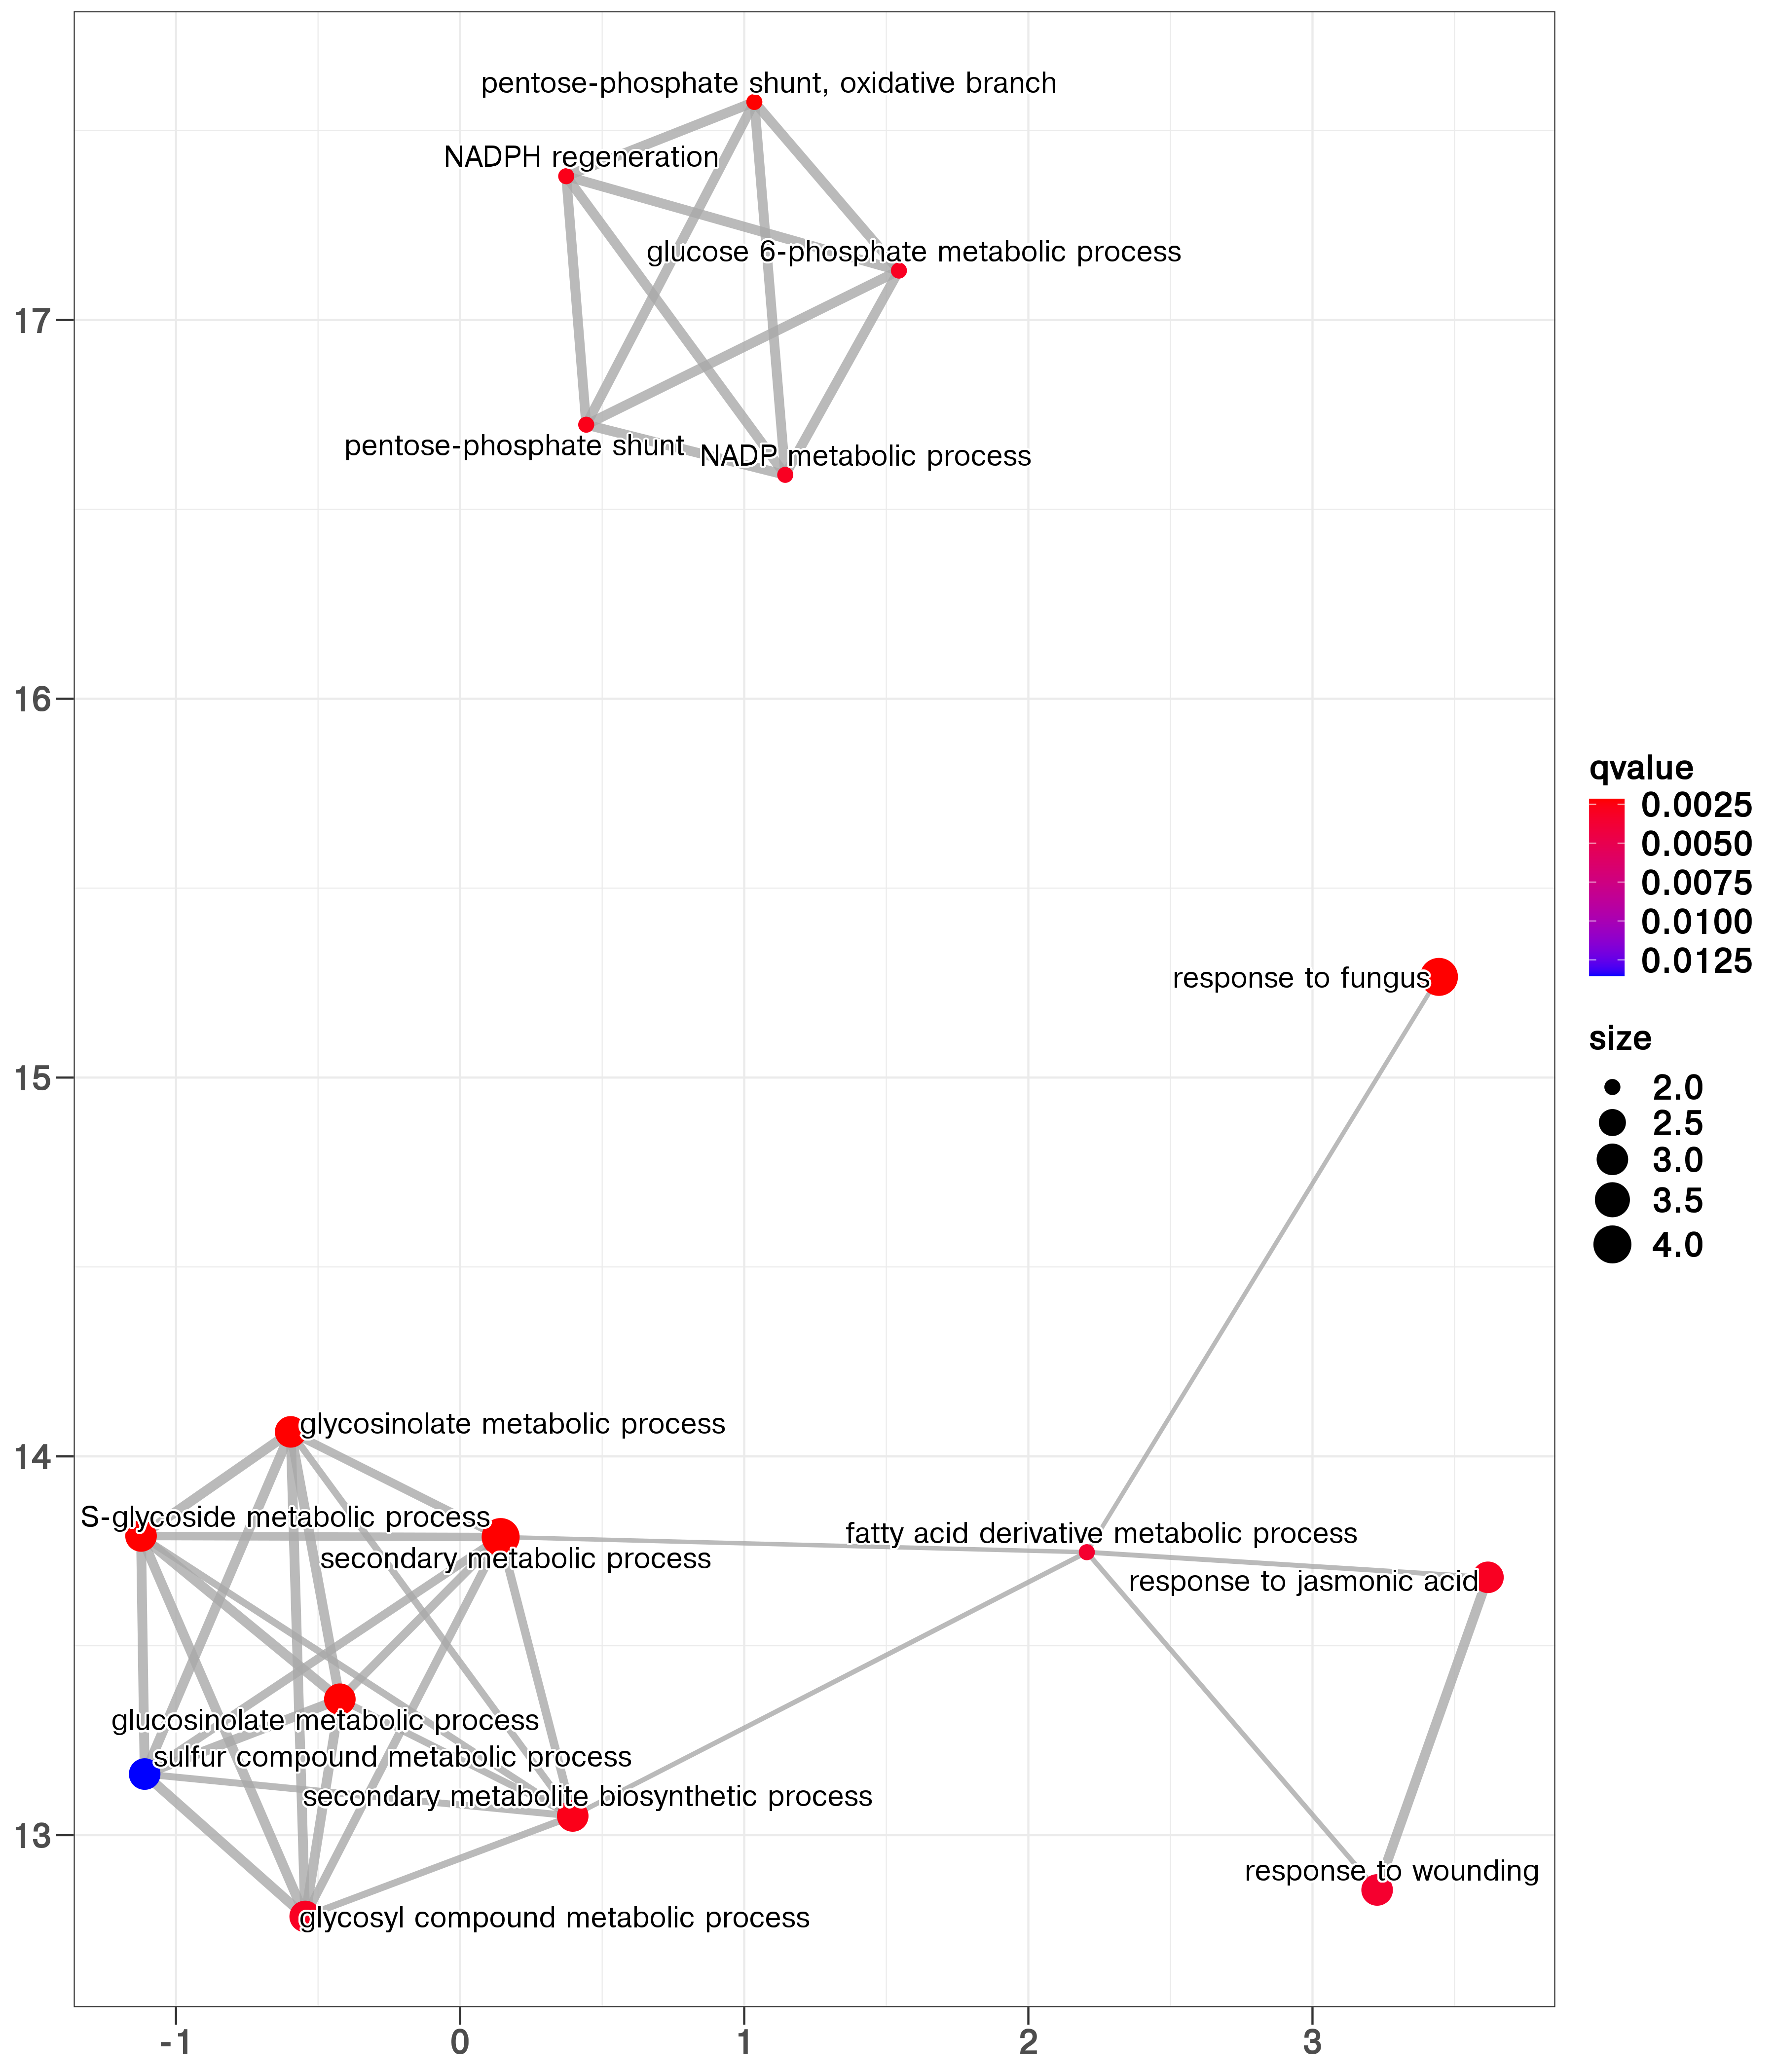 pentose-phosphate shunt, oxidative branch
NADPH regeneration
glucose 6-phosphate metabolic process
17
pentose-phosphate shunt
NADP metabolic process
16
qvalue
0.0025
0.0050
0.0075
0.0100
0.0125
response to fungus
size
2.0
2.5
3.0
3.5
4.0
15
glycosinolate metabolic process
14
S-glycoside metabolic process
fatty acid derivative metabolic process
secondary metabolic process
response to jasmonic acid
glucosinolate metabolic process
sulfur compound metabolic process
secondary metabolite biosynthetic process
13
response to wounding
glycosyl compound metabolic process
-1
0
1
2
3